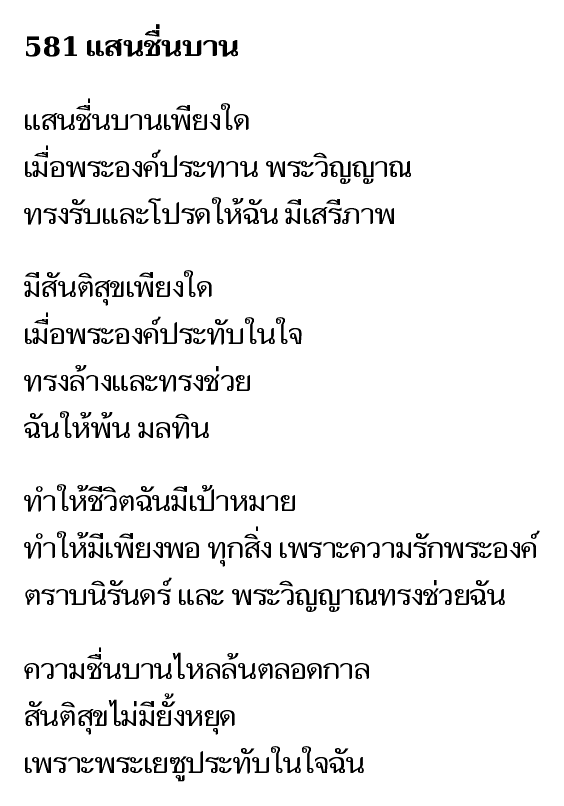 581 แสนชื่นบาน
แสนชื่นบานเพียงใด
เมื่อพระองค์ประทาน พระวิญญาณ
ทรงรับและโปรดให้ฉัน มีเสรีภาพ
มีสันติสุขเพียงใด
เมื่อพระองค์ประทับในใจ
ทรงล้างและทรงช่วย
ฉันให้พ้น มลทิน
ทำให้ชีวิตฉันมีเป้าหมาย
ทำให้มีเพียงพอ ทุกสิ่ง เพราะความรักพระองค์
ตราบนิรันดร์ และ พระวิญญาณทรงช่วยฉัน
ความชื่นบานไหลล้นตลอดกาล
สันติสุขไม่มียั้งหยุด
เพราะพระเยซูประทับในใจฉัน